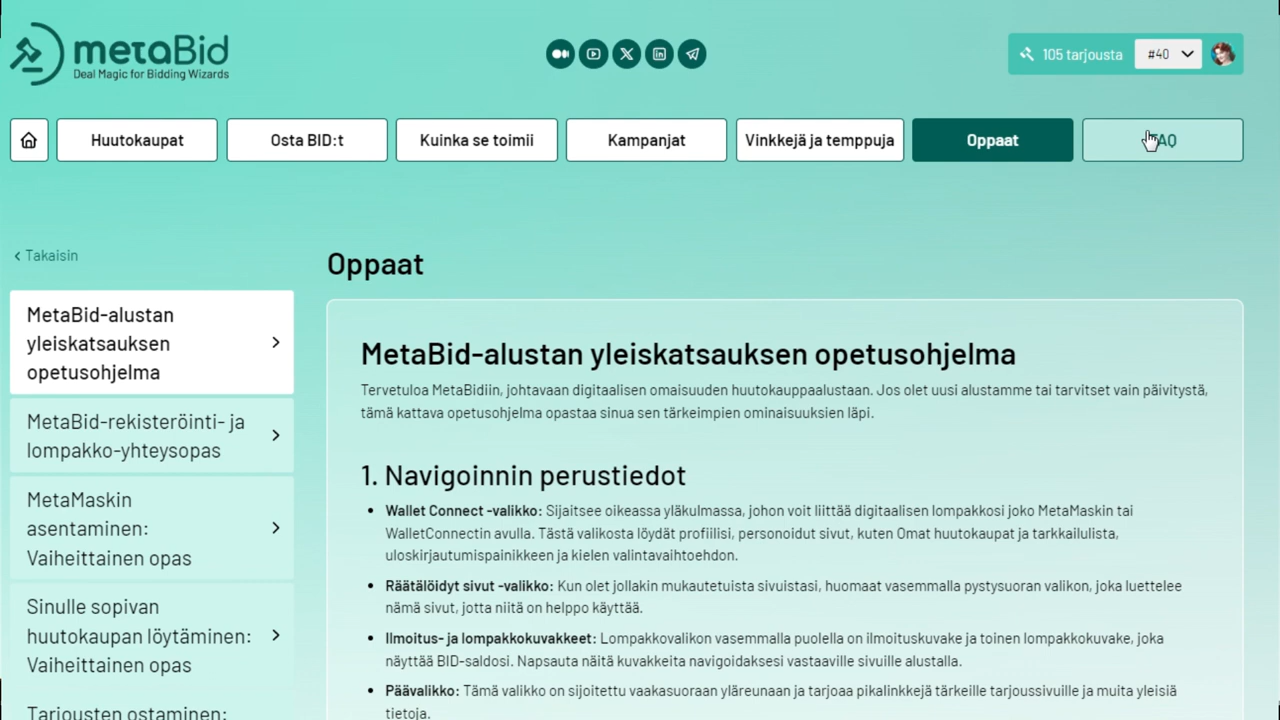 metaBid
Deal Magic for Bidding Wizards
105 tarjousta
#40
Huutokaupat
Osta BID:t
Kuinka se toimii
Kampanjat
Vinkkejä ja temppuja
Oppaat
AQ
Takaisin
MetaBid-alustan
yleiskatsauksen
opetusohjelma
MetaBid-rekisteröinti- ja
lompakko-yhteysopas
MetaMaskin
asentaminen:
Vaiheittainen opas
Sinulle sopivan
huutokaupan löytäminen:
Vaiheittainen opas
Tarjousten ostaminen:
Oppaat
MetaBid-alustan yleiskatsauksen opetusohjelma
Tervetuloa MetaBidiin, johtavaan digitaalisen omaisuuden huutokauppaalustaan. Jos olet uusi alustamme tai tarvitset vain päivitystä,
tämä kattava opetusohjelma opastaa sinua sen tärkeimpien ominaisuuksien läpi.
1. Navigoinnin perustiedot
Wallet Connect -valikko: Sijaitsee oikeassa yläkulmassa, johon voit liittää digitaalisen lompakkosi joko MetaMaskin tai
WalletConnectin avulla. Tästä valikosta löydät profiilisi, personoidut sivut, kuten Omat huutokaupat ja tarkkailulista,
uloskirjautumispainikkeen ja kielen valintavaihtoehdon.
Räätälöidyt sivut -valikko: Kun olet jollakin mukautetuista sivuistasi, huomaat vasemmalla pystysuoran valikon, joka luettelee
nämä sivut, jotta niitä on helppo käyttää.
Ilmoitus- ja lompakkokuvakkeet: Lompakkovalikon vasemmalla puolella on ilmoituskuvake ja toinen lompakkokuvake, joka
näyttää BID-saldosi. Napsauta näitä kuvakkeita navigoidaksesi vastaaville sivuille alustalla.
Päävalikko: Tämä valikko on sijoitettu vaakasuoraan yläreunaan ja tarjoaa pikalinkkejä tärkeille tarjoussivuille ja muita yleisiä
tietoja.